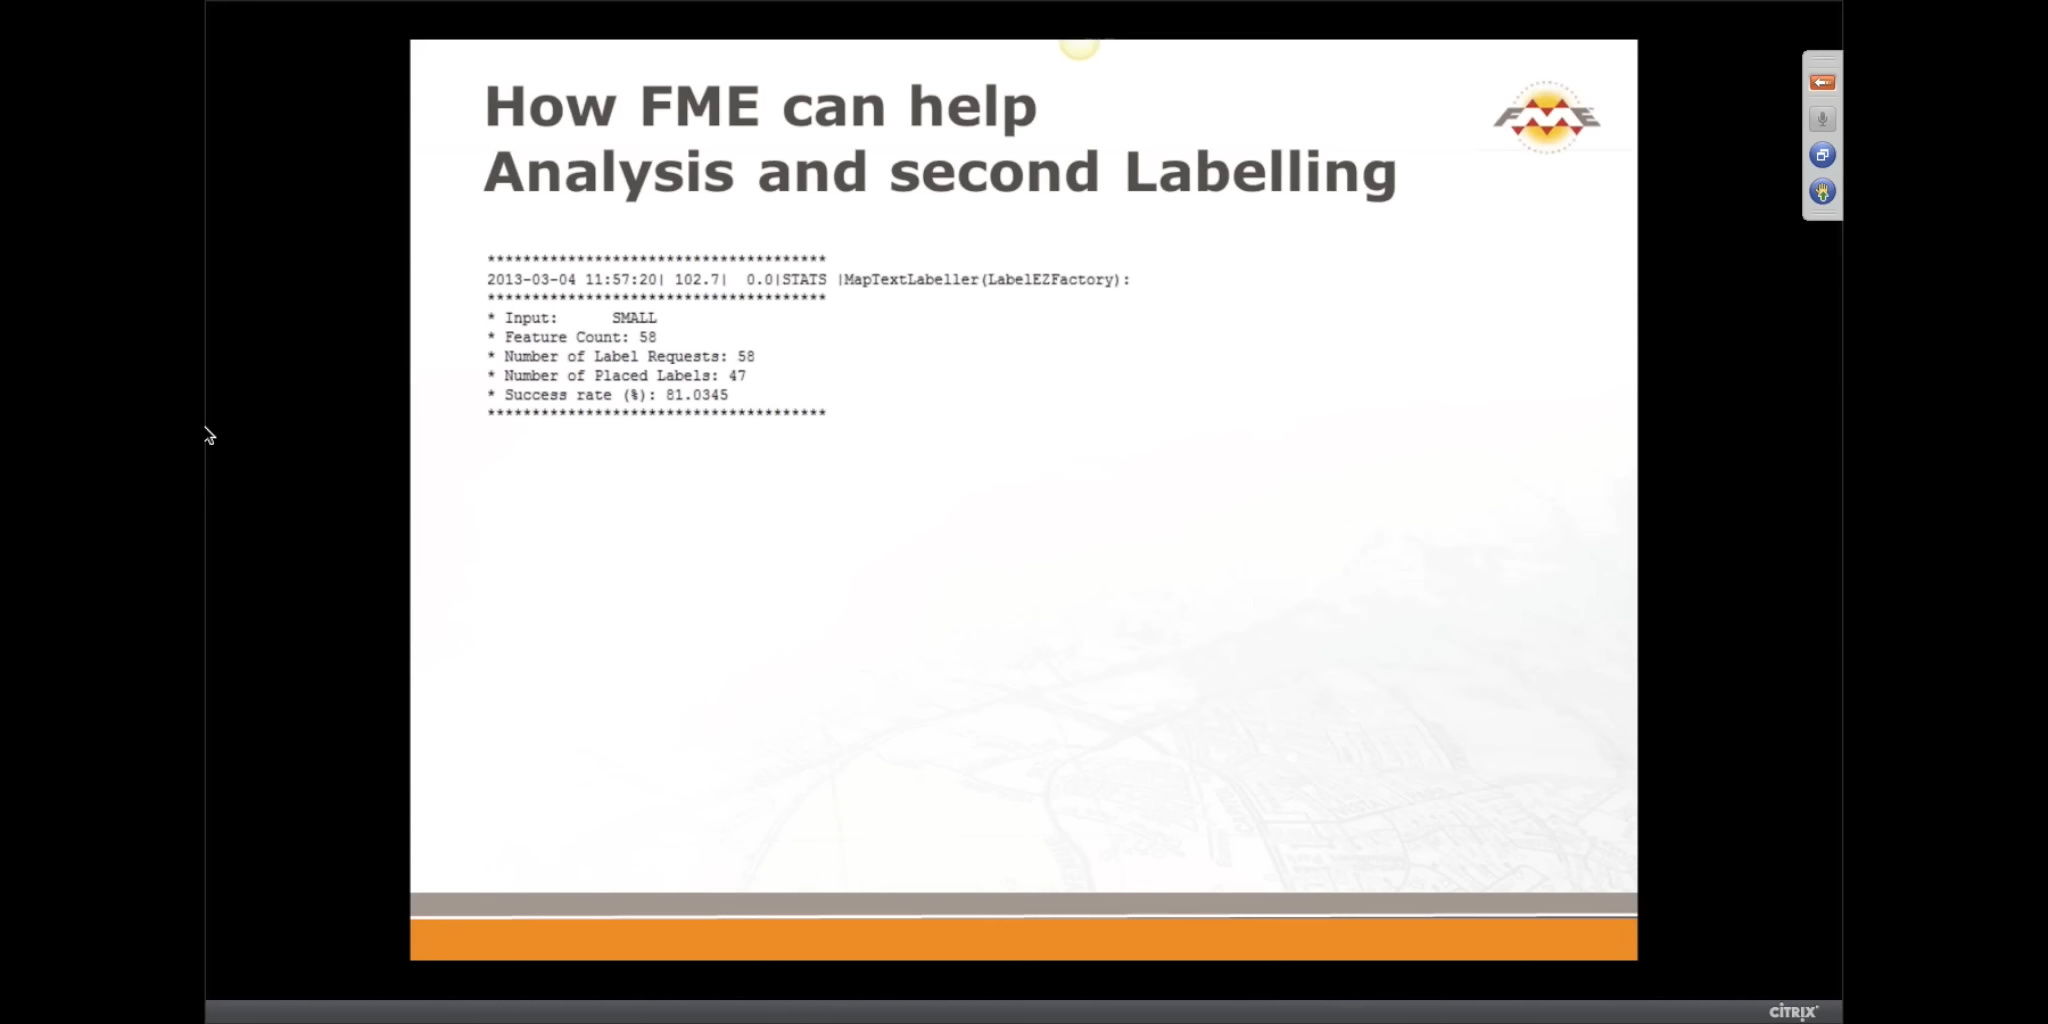 How FME can help
Analysis and second Labelling
FME
**************************************
2013-03-04 11:57:20| 102.7|  0.0|STATS |MapTextLabeller(LabelEZFactory):
**************************************
* Input:      SMALL
* Feature Count: 58
* Number of Label Requests: 58
* Number of Placed Labels: 47
* Success rate (%): 81.0345
**************************************
CİTRIX